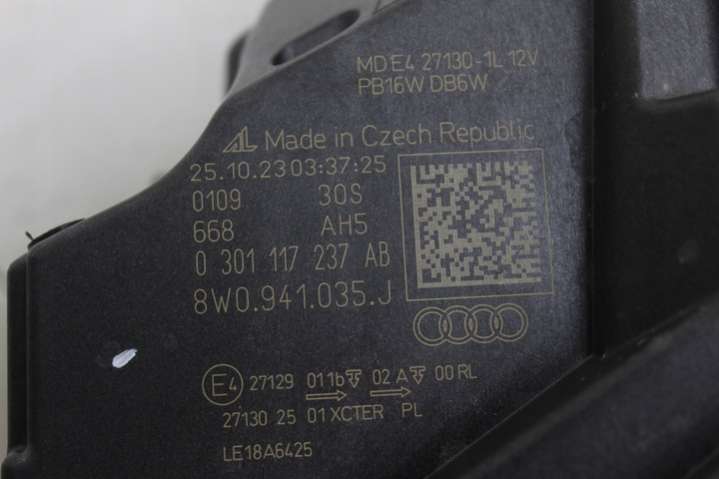 MD E4 27130-1L 12V
PB16W DB6W
AL Made in Czech Republic
25.10.23 03:37:25
0109 30S
668 AH5
0 301 117 237 AB
8W0.941.035.J
E4 27129 011b 02 A 00 RL
27130 25 01 XCTER PL
LE18A6425